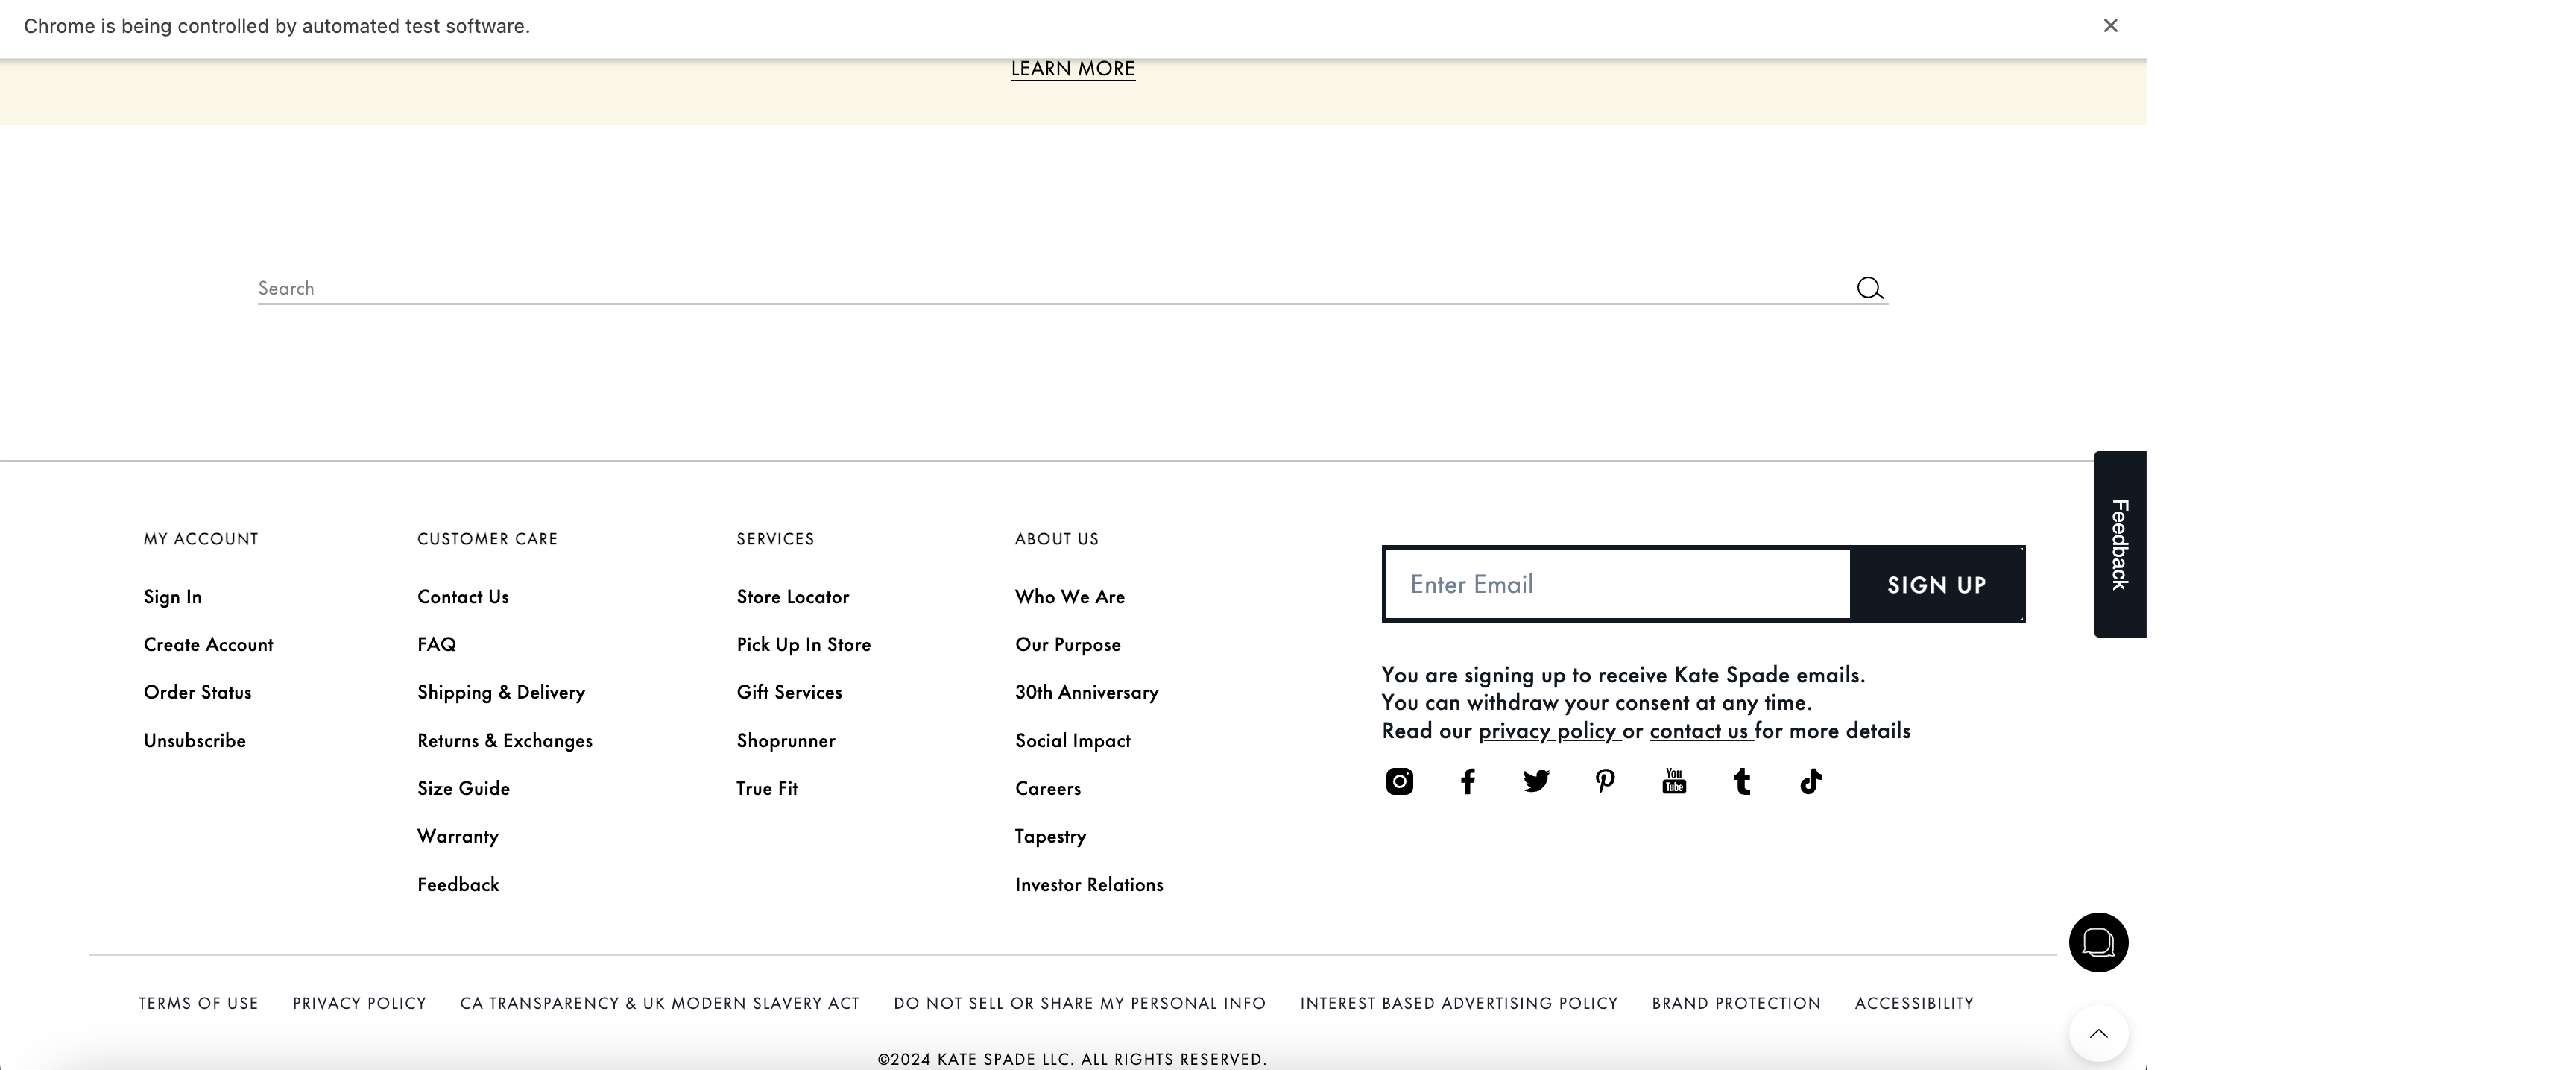 Chrome is being controlled by automated test software.
LEARN MORE
Search
MY ACCOUNT
Sign In
Create Account
Order Status
Unsubscribe
CUSTOMER CARE
Contact Us
FAQ
Shipping & Delivery
Returns & Exchanges
Size Guide
Warranty
Feedback
SERVICES
Store Locator
Pick Up In Store
Gift Services
Shoprunner
True Fit
ABOUT US
Who We Are
Our Purpose
30th Anniversary
Social Impact
Careers
Tapestry
Investor Relations
Enter Email
SIGN UP
You are signing up to receive Kate Spade emails.
You can withdraw your consent at any time.
Read our privacy policy or contact us for more details
You Tube
Feedback
TERMS OF USE PRIVACY POLICY CA TRANSPARENCY & UK MODERN SLAVERY ACT DO NOT SELL OR SHARE MY PERSONAL INFO INTEREST BASED ADVERTISING POLICY BRAND PROTECTION ACCESSIBILITY
©2024 KATE SPADE LLC. ALL RIGHTS RESERVED.